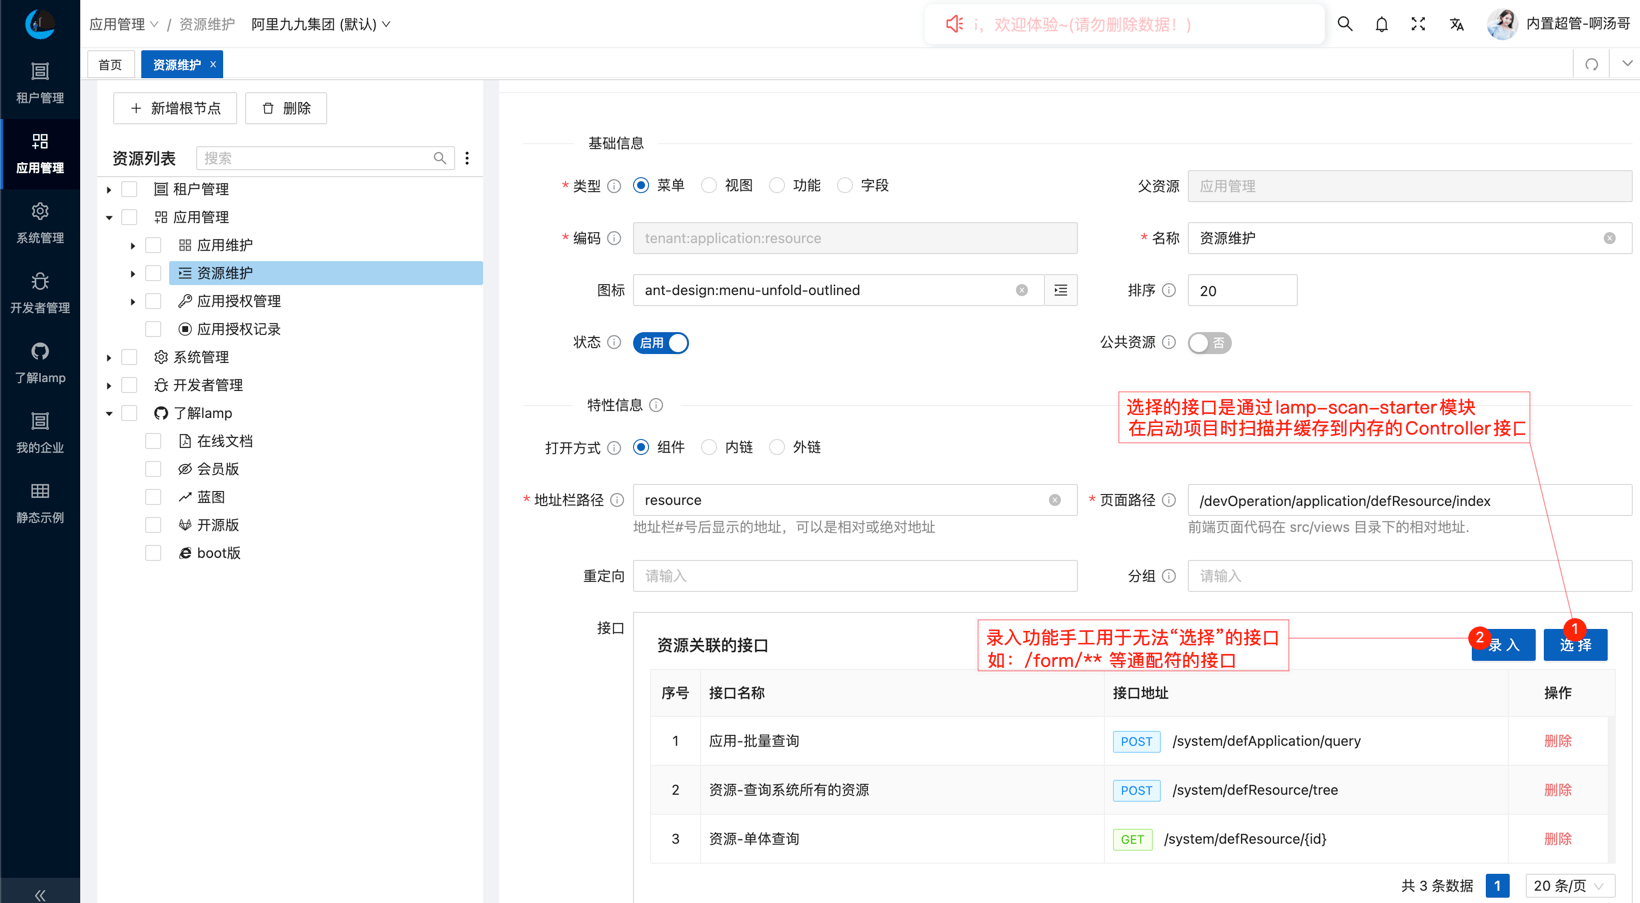 应用管理 / 资源维护 阿里九九集团 (默认)
i，欢迎体验~(请勿删除数据！)
内置超管-啊汤哥
首页
资源维护 x
租户管理
应用管理
系统管理
开发者管理
了解lamp
我的企业
静态示例
+ 新增根节点
删除
资源列表
搜索
租户管理
应用管理
应用维护
资源维护
应用授权管理
应用授权记录
系统管理
开发者管理
了解lamp
在线文档
会员版
蓝图
开源版
boot版
基础信息
* 类型 菜单 视图 功能 字段
父资源 应用管理
* 编码 tenant:application:resource
* 名称 资源维护
图标 ant-design:menu-unfold-outlined
排序 20
状态 启用
公共资源 否
特性信息
选择的接口是通过lamp-scan-starter模块
在启动项目时扫描并缓存到内存的Controller接口
打开方式 组件 内链 外链
* 地址栏路径 resource
地址栏#号后显示的地址，可以是相对或绝对地址
* 页面路径 /devOperation/application/defResource/index
前端页面代码在 src/views 目录下的相对地址.
重定向 请输入
分组 请输入
接口
资源关联的接口
录入功能手工用于无法“选择”的接口
如：/form/** 等通配符的接口
2 录 入
1 选 择
序号 接口名称 接口地址 操作
1 应用-批量查询 POST /system/defApplication/query 删除
2 资源-查询系统所有的资源 POST /system/defResource/tree 删除
3 资源-单体查询 GET /system/defResource/{id} 删除
共 3 条数据 1 20 条/页